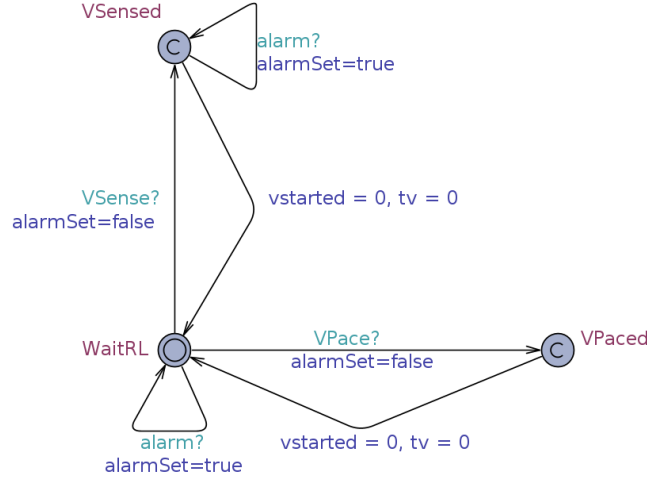 VSensed
C
alarm?
alarmSet=true
VSense?
alarmSet=false
vstarted = 0, tv = 0
WaitRL
VPace?
alarmSet=false
C
VPaced
alarm?
alarmSet=true
vstarted = 0, tv = 0